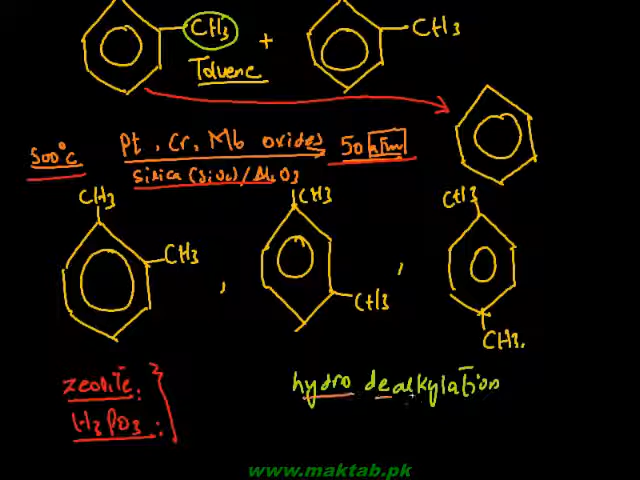 CH3 + CH3
Toluene
500°C Pt, Cr, Mb oxides 50 atm
silica (SiO2)/Al2O3
CH3 CH3 CH3
CH3 , ,
CH3
CH3.
zeolite :
H3PO3 :
hydro dealkylation
www.maktab.pk